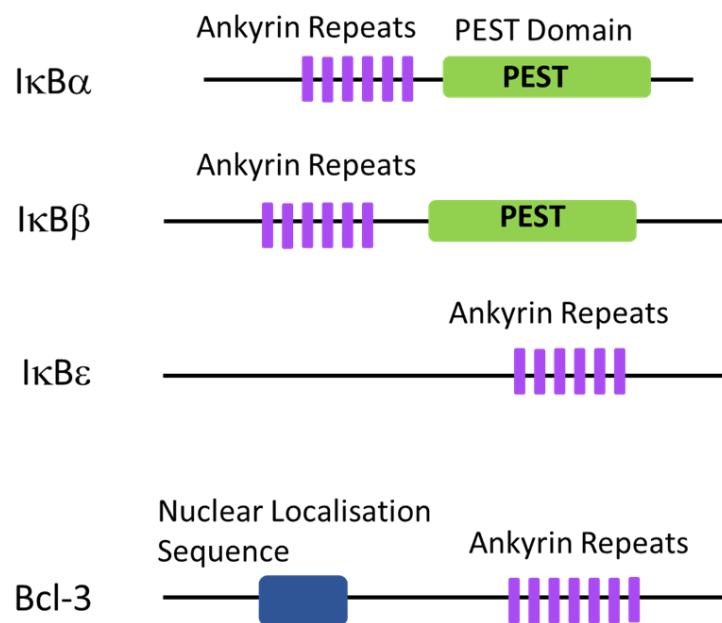 Ankyrin Repeats
PEST Domain
IκBα
PEST
Ankyrin Repeats
IκBβ
PEST
Ankyrin Repeats
IκBε
Nuclear Localisation
Sequence
Ankyrin Repeats
Bcl-3